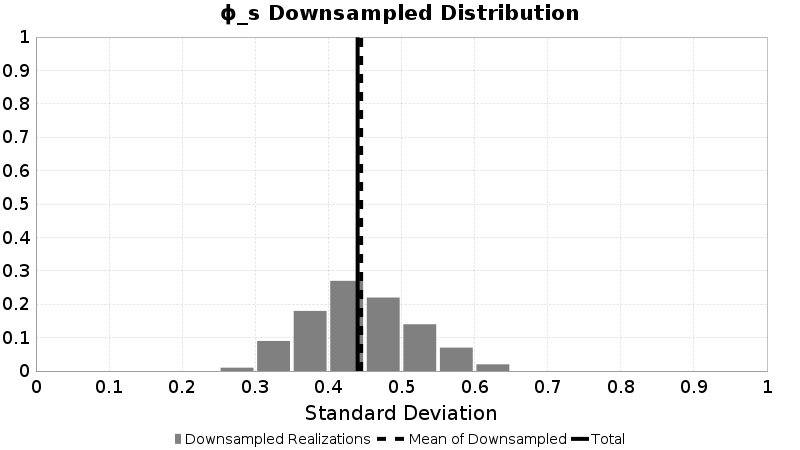 ϕ_s Downsampled Distribution
1
0.9
0.8
0.7
0.6
0.5
0.4
0.3
0.2
0.1
0
0 0.1 0.2 0.3 0.4 0.5 0.6 0.7 0.8 0.9 1
Standard Deviation
Downsampled Realizations Mean of Downsampled Total